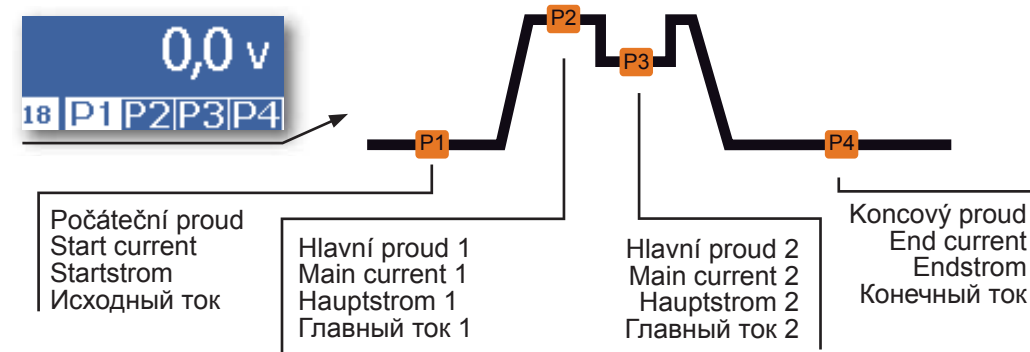 0,0 v
18 P1 P2 P3 P4
P2
P3
P1
P4
Počáteční proud
Start current
Startstrom
Исходный ток
Hlavní proud 1
Main current 1
Hauptstrom 1
Главный ток 1
Hlavní proud 2
Main current 2
Hauptstrom 2
Главный ток 2
Koncový proud
End current
Endstrom
Конечный ток